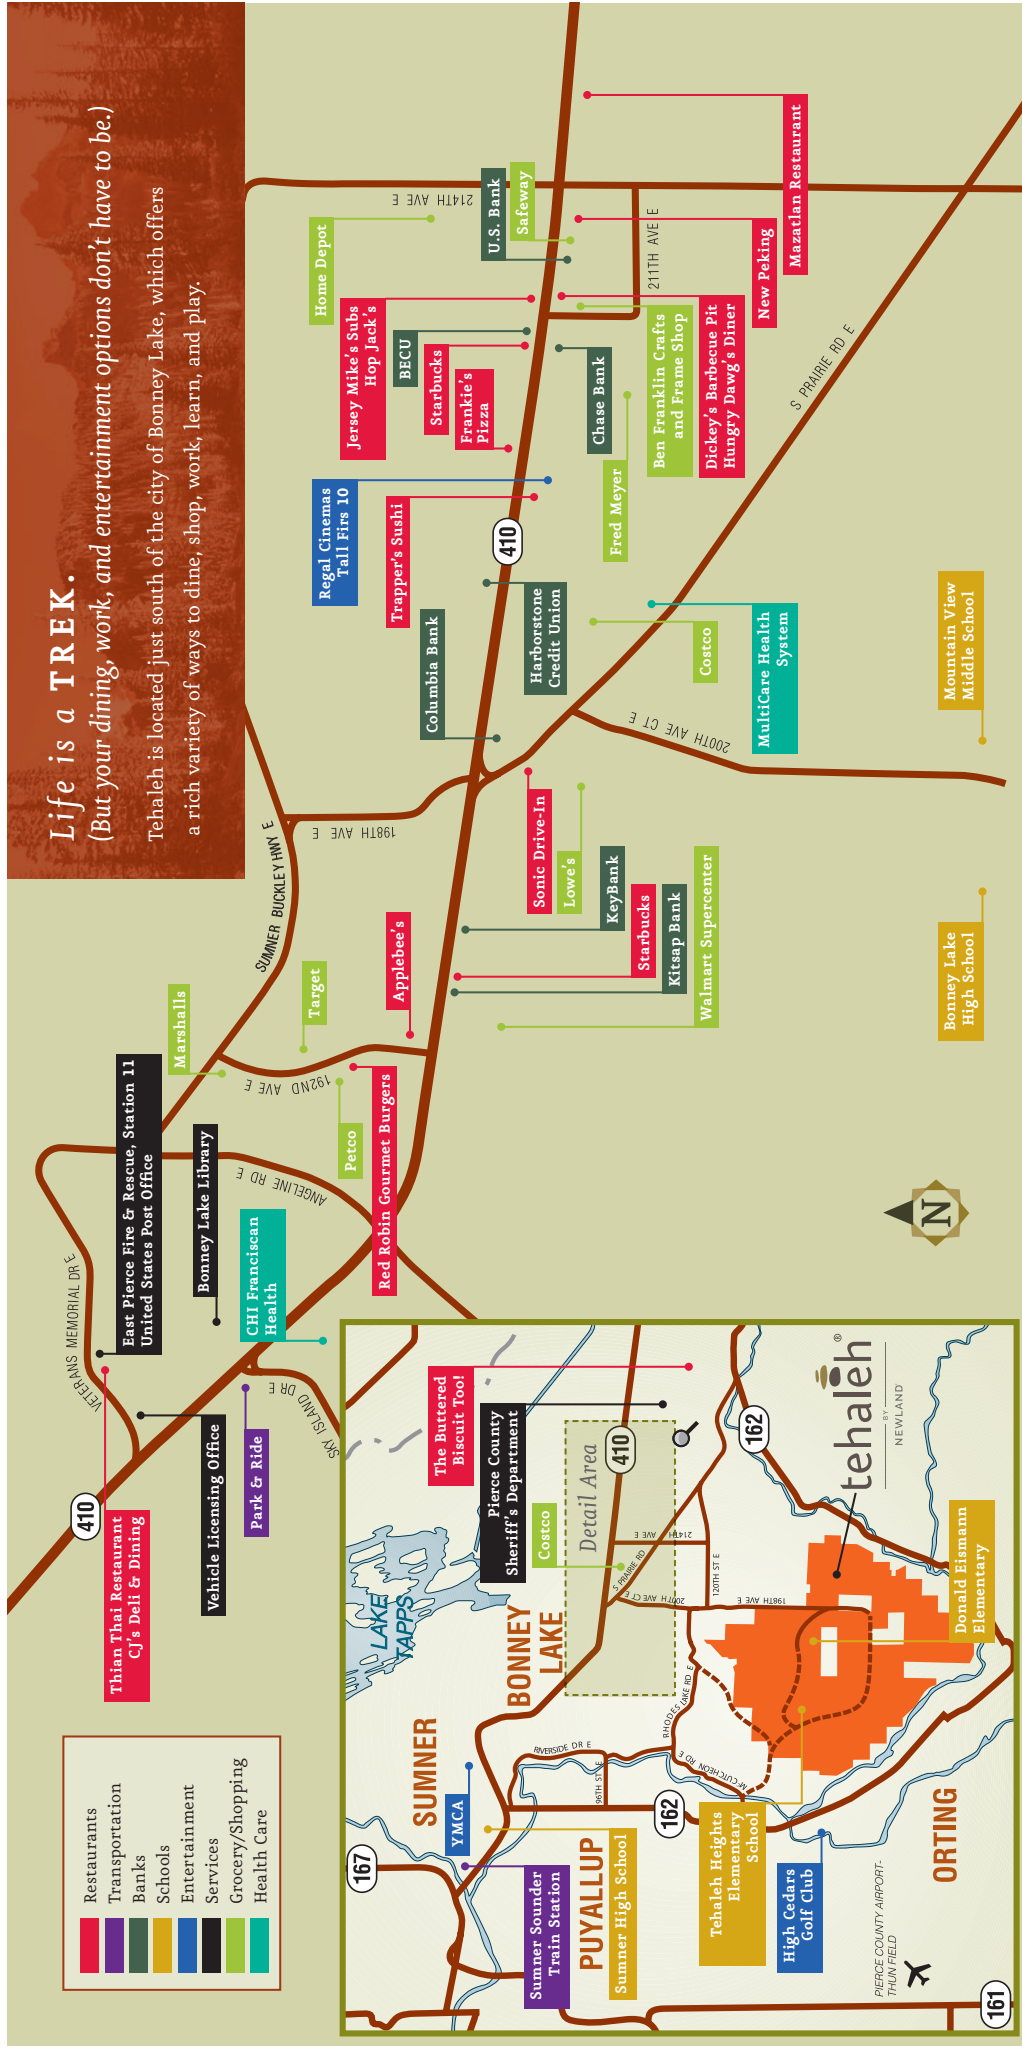 Life is a TREK.
(But your dining, work, and entertainment options don't have to be.)
Tehaleh is located just south of the city of Bonney Lake, which offers
a rich variety of ways to dine, shop, work, learn, and play.
Restaurants
Transportation
Banks
Schools
Entertainment
Services
Grocery/Shopping
Health Care
410
Thian Thai Restaurant
CJ's Deli & Dining
Vehicle Licensing Office
Park & Ride
VETERANS MEMORIAL DR E
SKY ISLAND DR E
East Pierce Fire & Rescue, Station 11
United States Post Office
Bonney Lake Library
CHI Franciscan
Health
ANGELINE RD E
Marshalls
Target
192ND AVE E
Petco
Red Robin Gourmet Burgers
Applebee's
SUMNER BUCKLEY HWY E
198TH AVE E
Sonic Drive-In
Lowe's
KeyBank
Starbucks
Kitsap Bank
Walmart Supercenter
Bonney Lake
High School
Mountain View
Middle School
200TH AVE CT E
Columbia Bank
Harborstone
Credit Union
Costco
MultiCare Health
System
Regal Cinemas
Tall Firs 10
Trapper's Sushi
410
Home Depot
Jersey Mike's Subs
Hop Jack's
BECU
Starbucks
Frankie's
Pizza
Chase Bank
Fred Meyer
Ben Franklin Crafts
and Frame Shop
Dickey's Barbecue Pit
Hungry Dawg's Diner
214TH AVE E
U.S. Bank
Safeway
211TH AVE E
New Peking
Mazatlan Restaurant
S PRAIRIE RD E
N
167
SUMNER
YMCA
Sumner Sounder
Train Station
PUYALLUP
Sumner High School
RIVERSIDE DR E
96TH ST E
162
Tehaleh Heights
Elementary
School
High Cedars
Golf Club
PIERCE COUNTY AIRPORT-
THUN FIELD
161
ORTING
LAKE
TAPPS
BONNEY
LAKE
The Buttered
Biscuit Too!
Pierce County
Sheriff's Department
Costco
Detail Area
410
S PRAIRIE RD
214TH AVE E
200TH AVE CT E
120TH ST E
198TH AVE E
RHODES LAKE RD E
McCUTCHEON RD E
162
tehaleh®
BY
NEWLAND
Donald Eismann
Elementary